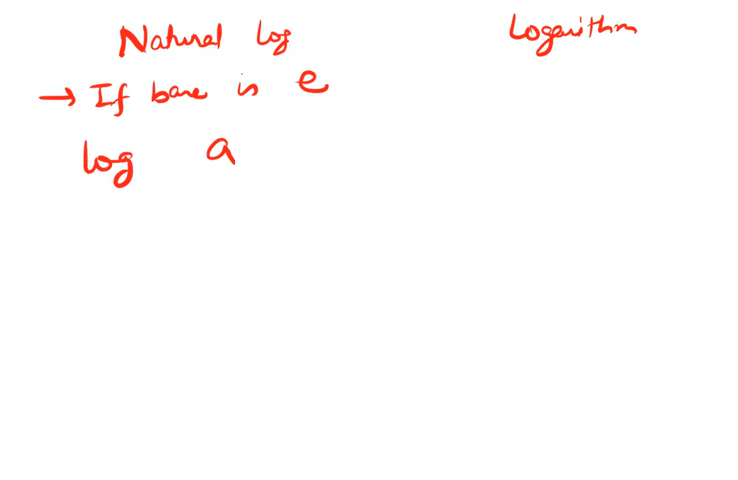 Natural log
Logarithm
→ If base is e
log a